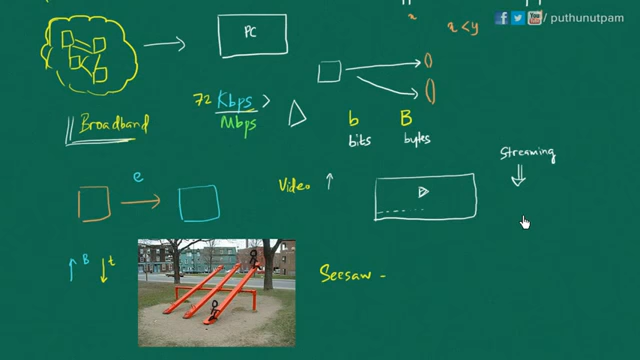 x
x < y
/ puthunutpam
PC
72 Kbps >
Mbps
b B
bits bytes
Broadband
Streaming
e
Video ↑
↑ B ↓ t
Seesaw -